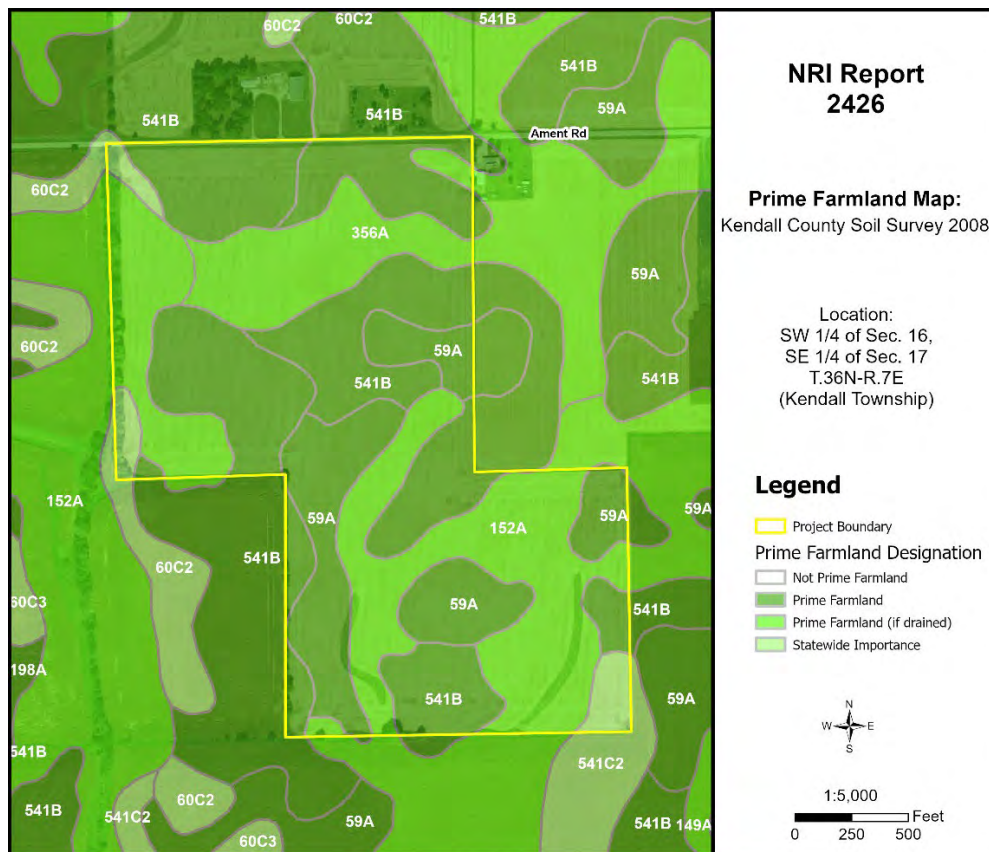 60C2
60C2
541B
541B
59A
541B
541B
Ament Rd
60C2
356A
59A
60C2
59A
541B
541B
152A
59A
152A
59A
59A
541B
60C2
59A
541B
60C3
198A
541B
59A
541B
541C2
60C2
541B
541C2
59A
60C3
541B
149A
NRI Report
2426
Prime Farmland Map:
Kendall County Soil Survey 2008
Location:
SW 1/4 of Sec. 16,
SE 1/4 of Sec. 17
T.36N-R.7E
(Kendall Township)
Legend
Project Boundary
Prime Farmland Designation
Not Prime Farmland
Prime Farmland
Prime Farmland (if drained)
Statewide Importance
N
W E
S
1:5,000
Feet
0 250 500